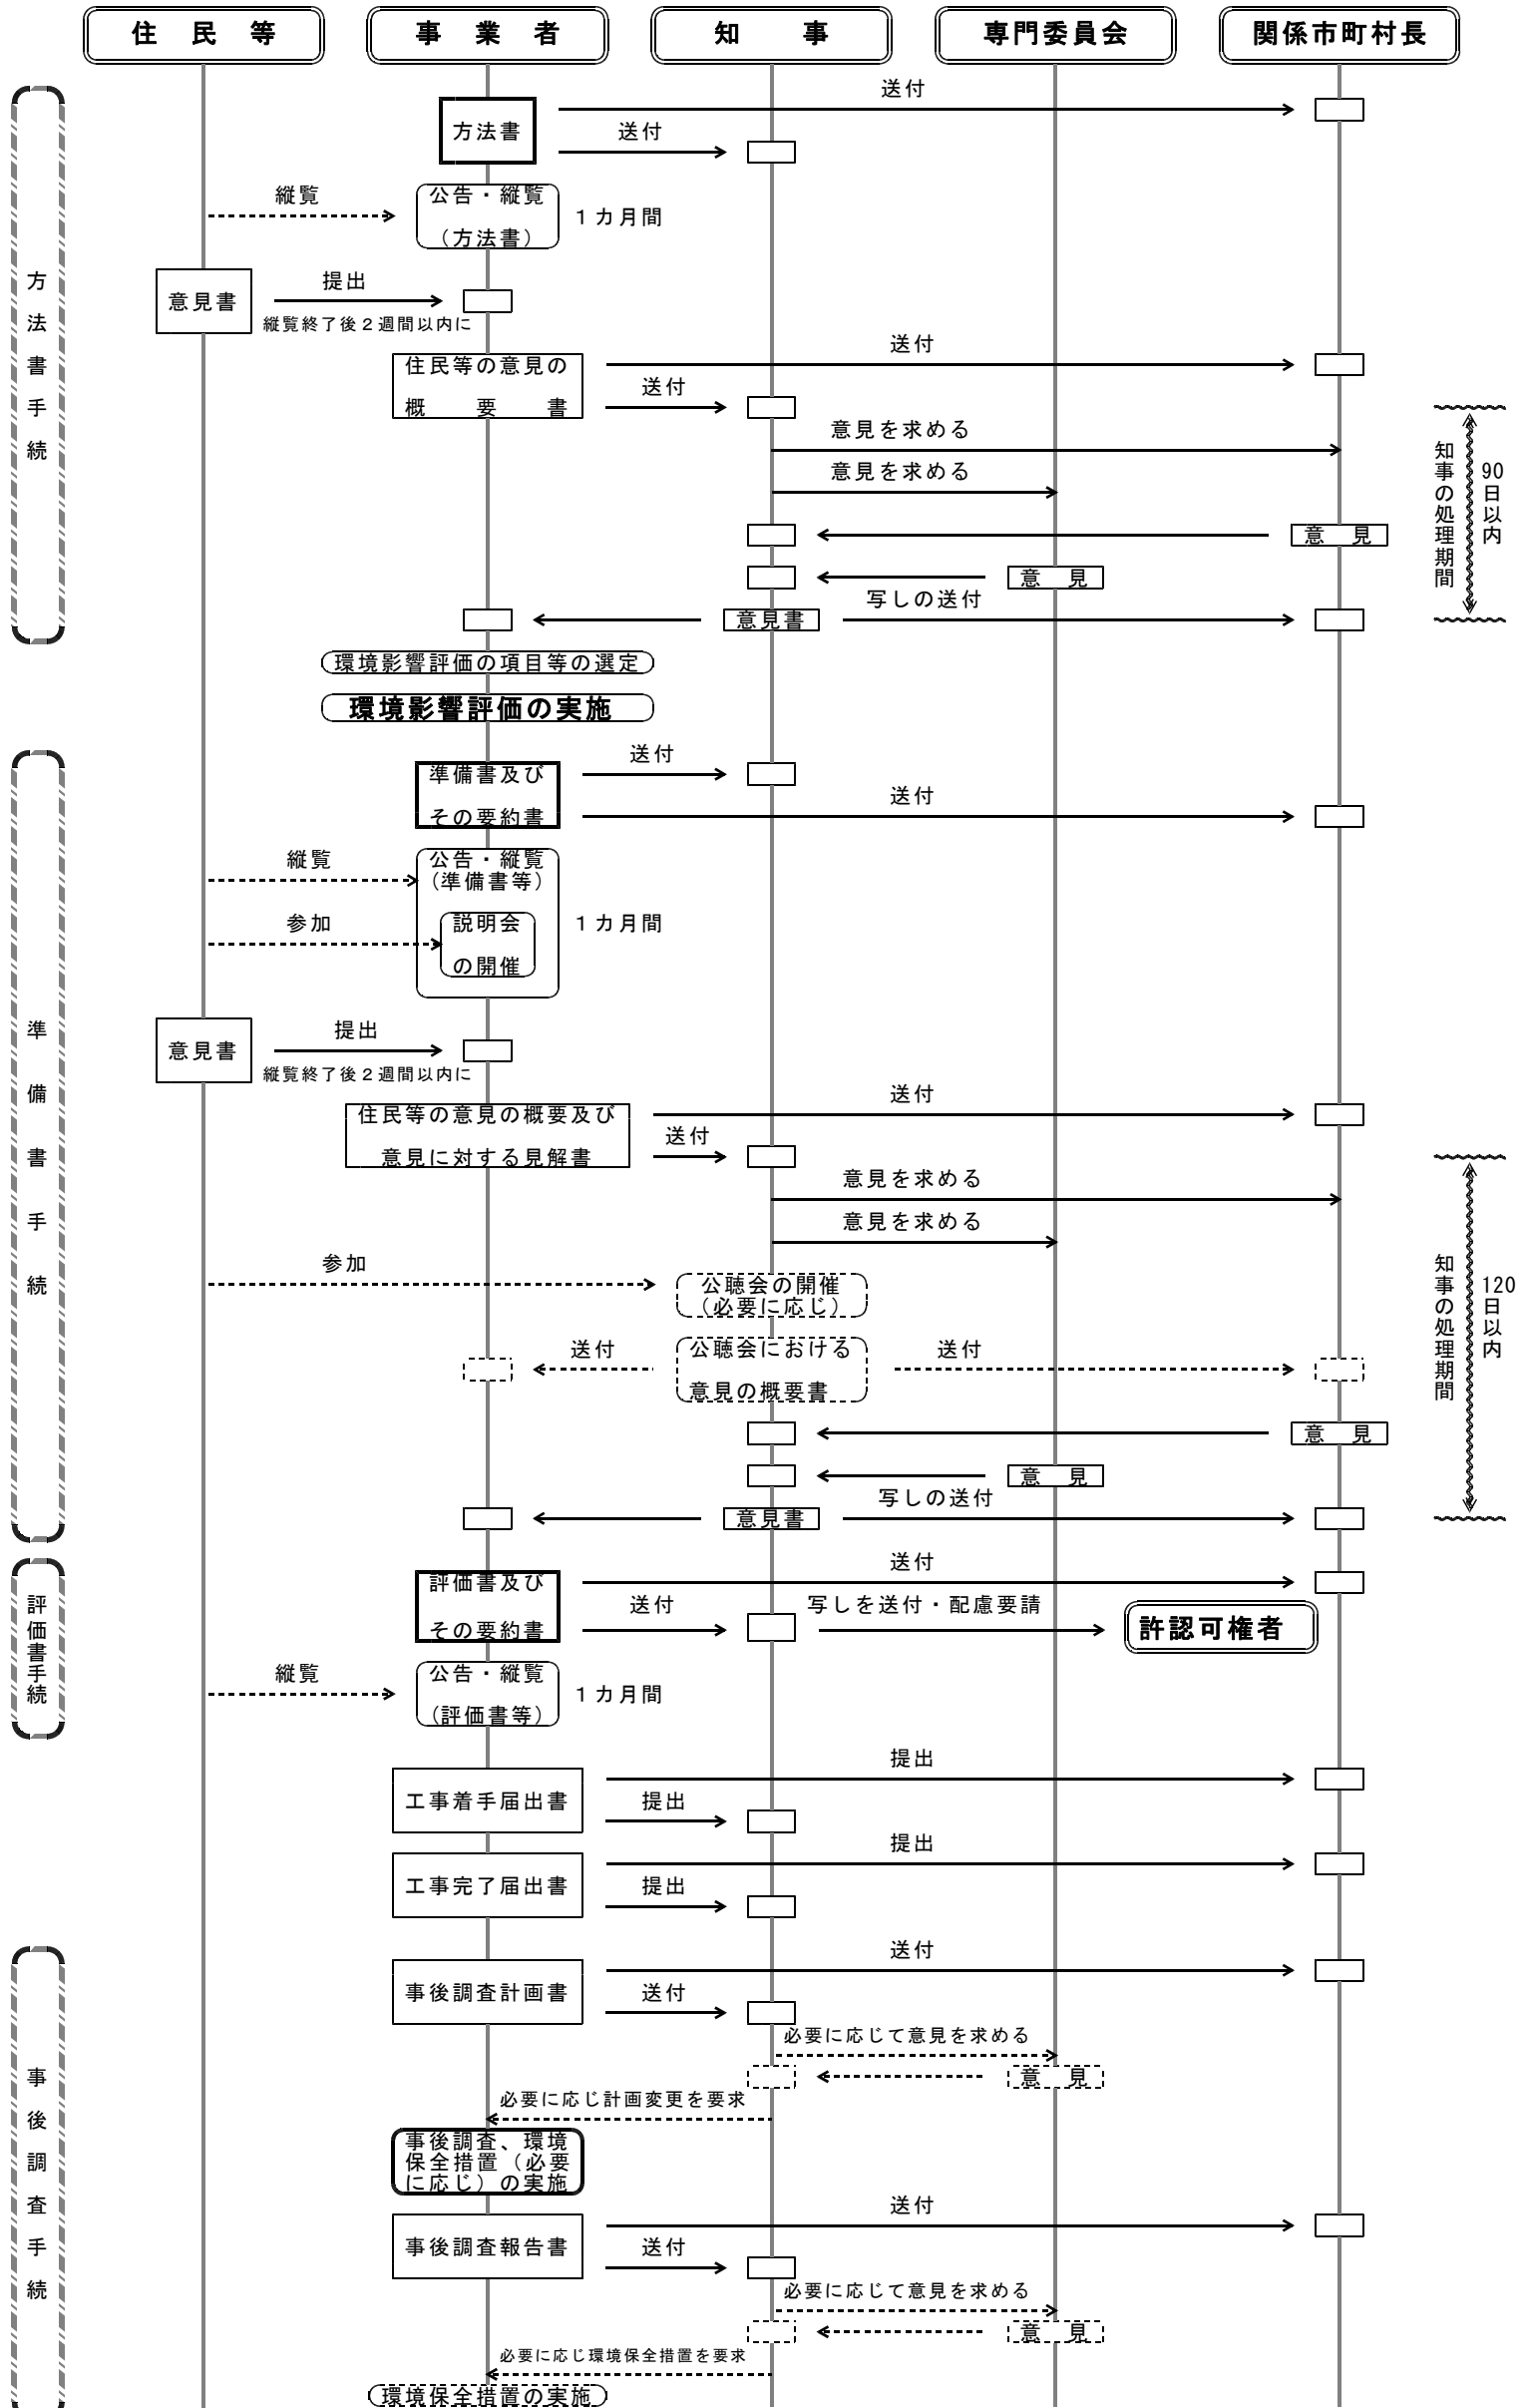 住　民　等
事　業　者
知　　事
専門委員会
関係市町村長
方法書手続
送付
方法書
送付
縦覧
公告・縦覧
（方法書）
１カ月間
意見書
提出
縦覧終了後２週間以内に
送付
住民等の意見の
概　　要　　書
送付
意見を求める
意見を求める
知事の処理期間
90日以内
意　見
意　見
写しの送付
意見書
環境影響評価の項目等の選定
環境影響評価の実施
準備書手続
送付
準備書及び
その要約書
送付
縦覧
公告・縦覧
（準備書等）
参加
説明会
の開催
１カ月間
意見書
提出
縦覧終了後２週間以内に
送付
住民等の意見の概要及び
意見に対する見解書
送付
意見を求める
意見を求める
参加
公聴会の開催
（必要に応じ）
知事の処理期間
120日以内
送付
公聴会における
意見の概要書
送付
意　見
意　見
写しの送付
意見書
評価書手続
送付
評価書及び
その要約書
送付
写しを送付・配慮要請
許認可権者
縦覧
公告・縦覧
（評価書等）
１カ月間
提出
工事着手届出書
提出
提出
工事完了届出書
提出
事後調査手続
送付
事後調査計画書
送付
必要に応じて意見を求める
意　見
必要に応じ計画変更を要求
事後調査、環境
保全措置（必要
に応じ）の実施
送付
事後調査報告書
送付
必要に応じて意見を求める
意　見
必要に応じ環境保全措置を要求
環境保全措置の実施